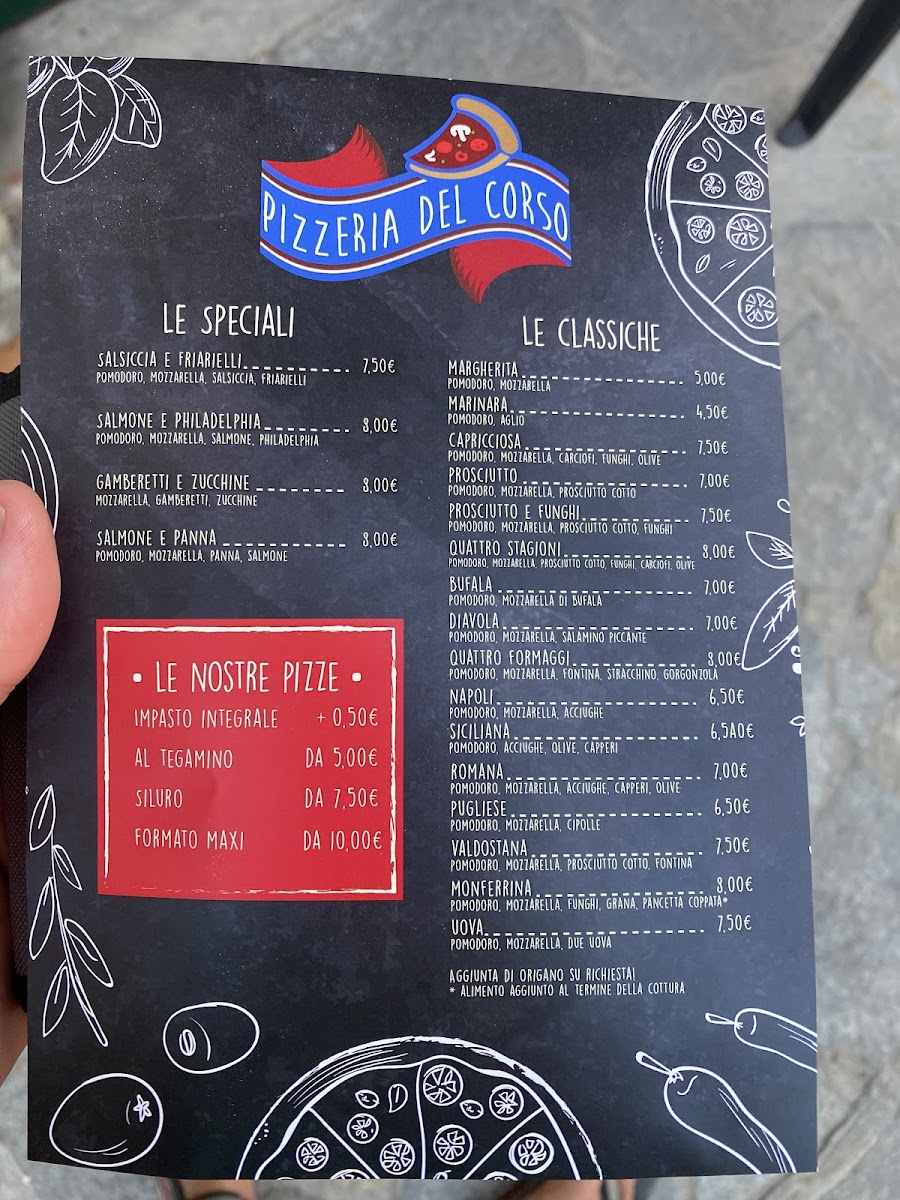 PIZZERIA DEL CORSO
LE SPECIALI
SALSICCIA E FRIARIELLI 7,50€
POMODORO, MOZZARELLA, SALSICCIA, FRIARIELLI
SALMONE E PHILADELPHIA 8,00€
POMODORO, MOZZARELLA, SALMONE, PHILADELPHIA
GAMBERETTI E ZUCCHINE 8,00€
MOZZARELLA, GAMBERETTI, ZUCCHINE
SALMONE E PANNA 8,00€
POMODORO, MOZZARELLA, PANNA, SALMONE
• LE NOSTRE PIZZE •
IMPASTO INTEGRALE + 0,50€
AL TEGAMINO DA 5,00€
SILURO DA 7,50€
FORMATO MAXI DA 10,00€
LE CLASSICHE
MARGHERITA 5,00€
POMODORO, MOZZARELLA
MARINARA 4,50€
POMODORO, AGLIO
CAPRICCIOSA 7,50€
POMODORO, MOZZARELLA, CARCIOFI, FUNGHI, OLIVE
PROSCIUTTO 7,00€
POMODORO, MOZZARELLA, PROSCIUTTO COTTO
PROSCIUTTO E FUNGHI 7,50€
POMODORO, MOZZARELLA, PROSCIUTTO COTTO, FUNGHI
QUATTRO STAGIONI 8,00€
POMODORO, MOZZARELLA, PROSCIUTTO COTTO, FUNGHI, CARCIOFI, OLIVE
BUFALA 7,00€
POMODORO, MOZZARELLA DI BUFALA
DIAVOLA 7,00€
POMODORO, MOZZARELLA, SALAMINO PICCANTE
QUATTRO FORMAGGI 8,00€
POMODORO, MOZZARELLA, FONTINA, STRACCHINO, GORGONZOLA
NAPOLI 6,50€
POMODORO, MOZZARELLA, ACCIUGHE
SICILIANA 6,5A0€
POMODORO, ACCIUGHE, OLIVE, CAPPERI
ROMANA 7,00€
POMODORO, MOZZARELLA, ACCIUGHE, CAPPERI, OLIVE
PUGLIESE 6,50€
POMODORO, MOZZARELLA, CIPOLLE
VALDOSTANA 7,50€
POMODORO, MOZZARELLA, PROSCIUTTO COTTO, FONTINA
MONFERRINA 8,00€
POMODORO, MOZZARELLA, FUNGHI, GRANA, PANCETTA COPPATA*
UOVA 7,50€
POMODORO, MOZZARELLA, DUE UOVA
AGGIUNTA DI ORIGANO SU RICHIESTA!
* ALIMENTO AGGIUNTO AL TERMINE DELLA COTTURA